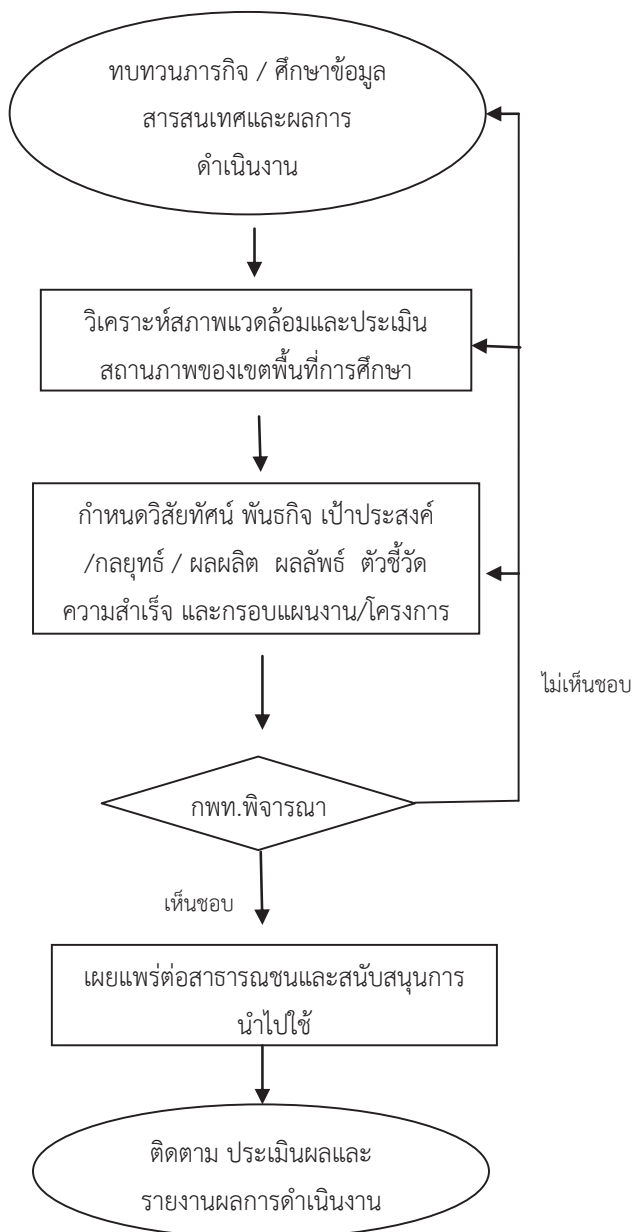 ทบทวนภารกิจ / ศึกษาข้อมูล
สารสนเทศและผลการ
ดำเนินงาน
วิเคราะห์สภาพแวดล้อมและประเมิน
สถานภาพของเขตพื้นที่การศึกษา
กำหนดวิสัยทัศน์ พันธกิจ เป้าประสงค์
/กลยุทธ์ / ผลผลิต ผลลัพธ์ ตัวชี้วัด
ความสำเร็จ และกรอบแผนงาน/โครงการ
ไม่เห็นชอบ
กพท.พิจารณา
เห็นชอบ
เผยแพร่ต่อสาธารณชนและสนับสนุนการ
นำไปใช้
ติดตาม ประเมินผลและ
รายงานผลการดำเนินงาน